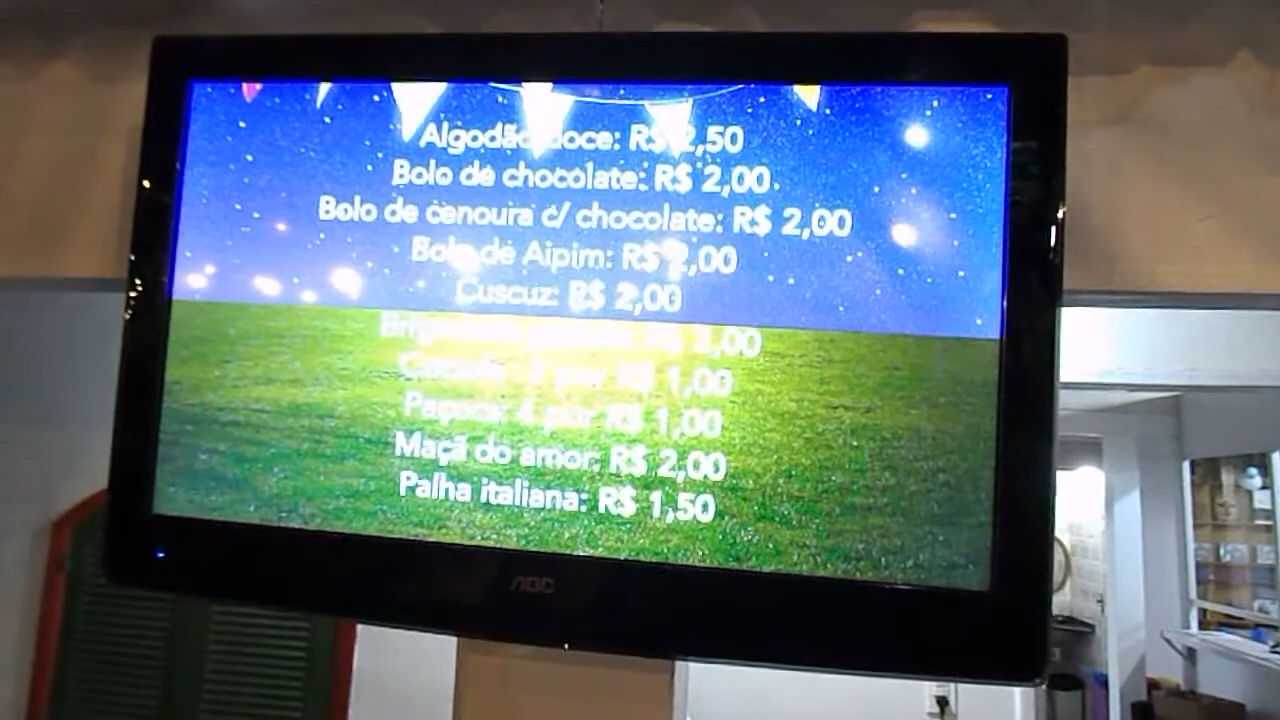 Algodão doce: R$ 2,50
Bolo de chocolate: R$ 2,00
Bolo de cenoura c/ chocolate: R$ 2,00
Bolo de Aipim: R$ 2,00
Cuscuz: R$ 2,00
R$ 1,00
4 por R$ 1,00
Maçã do amor: R$ 2,00
Palha italiana: R$ 1,50
AOC